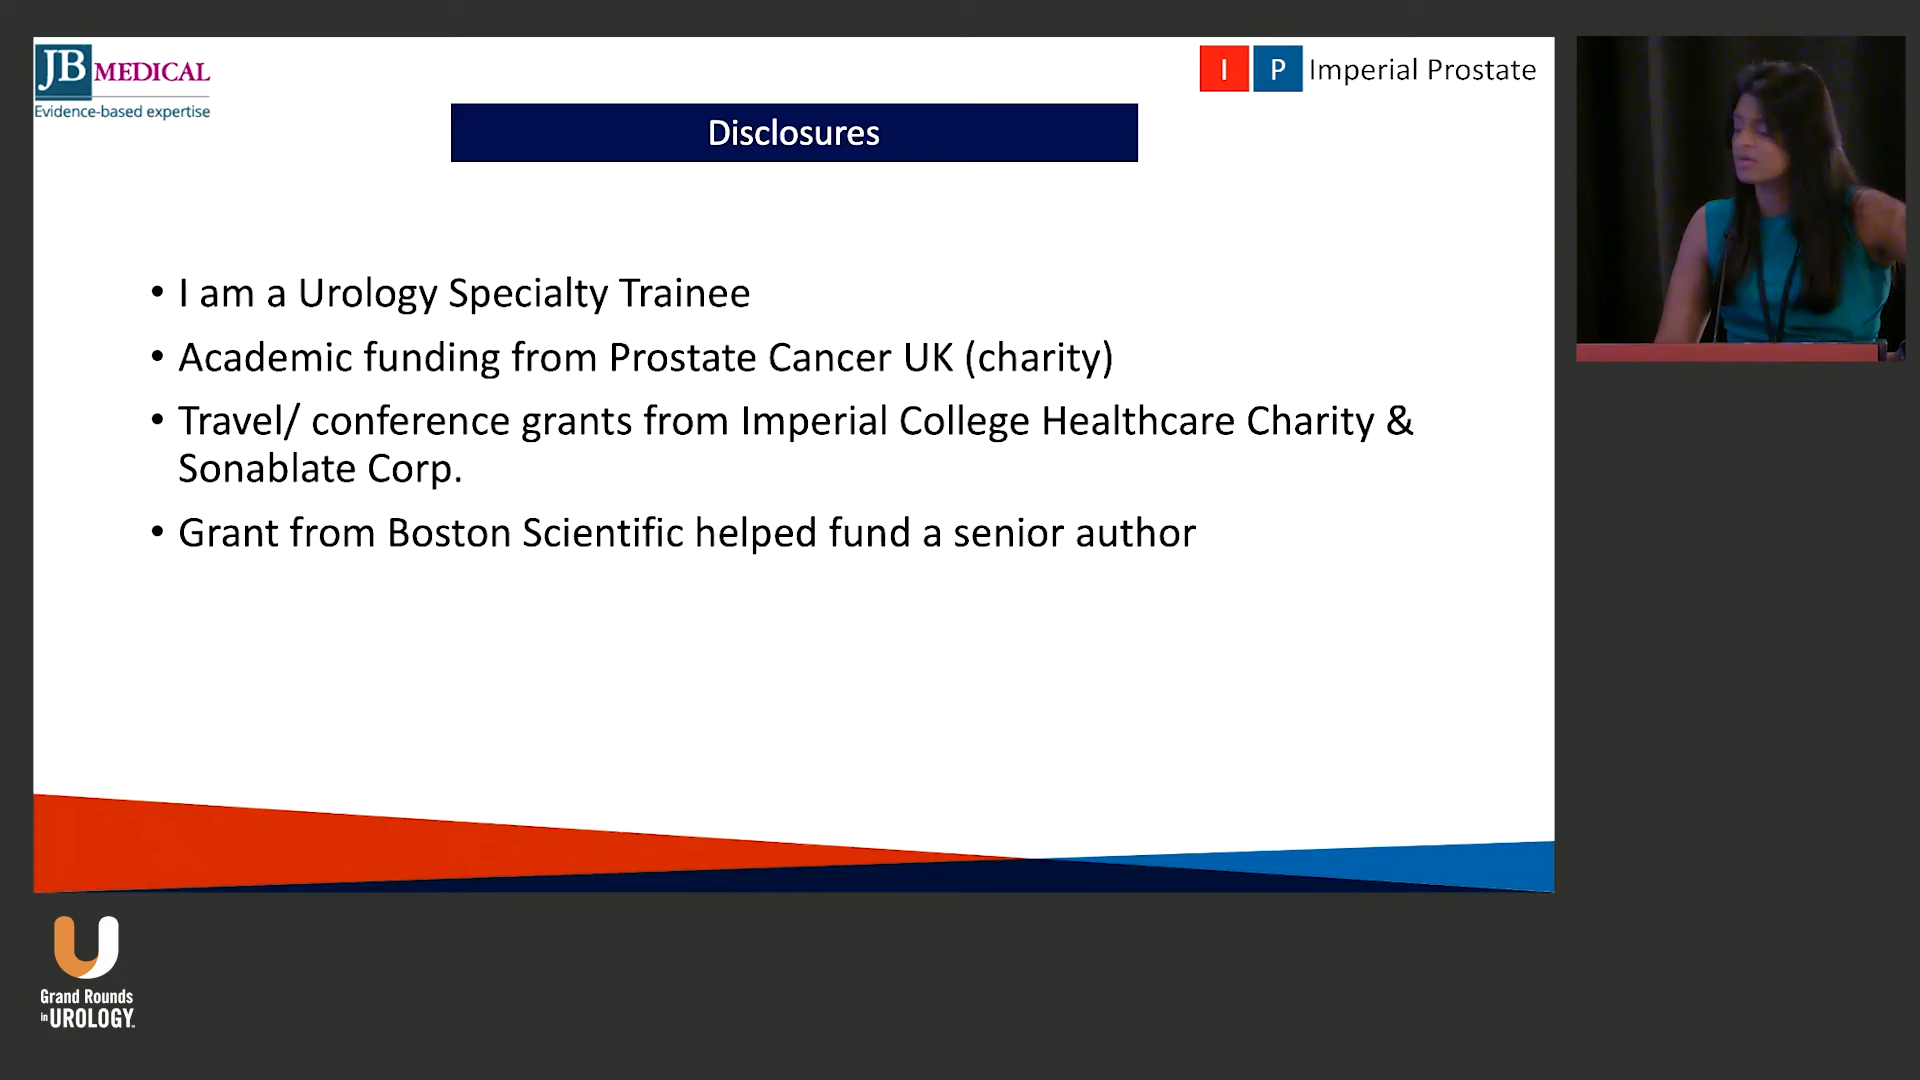 JB MEDICAL
Evidence-based expertise
I P Imperial Prostate
Disclosures
• I am a Urology Specialty Trainee
• Academic funding from Prostate Cancer UK (charity)
• Travel/ conference grants from Imperial College Healthcare Charity &
Sonablate Corp.
• Grant from Boston Scientific helped fund a senior author
Grand Rounds
in UROLOGY™